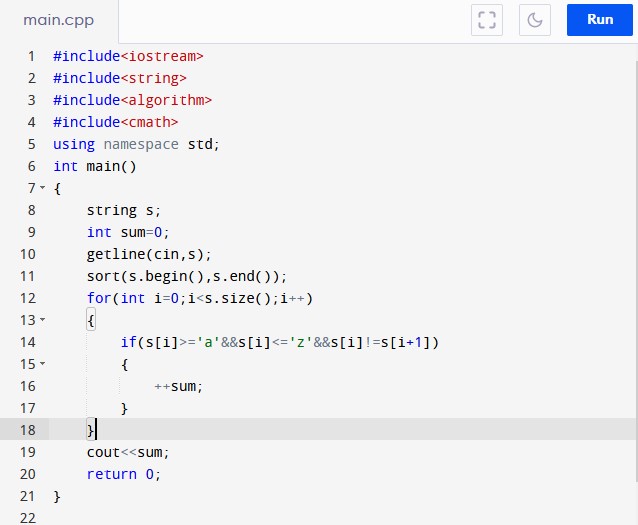 main.cpp
Run
1 #include<iostream>
2 #include<string>
3 #include<algorithm>
4 #include<cmath>
5 using namespace std;
6 int main()
7 {
8 string s;
9 int sum=0;
10 getline(cin,s);
11 sort(s.begin(),s.end());
12 for(int i=0;i<s.size();i++)
13 {
14 if(s[i]>='a'&&s[i]<='z'&&s[i]!=s[i+1])
15 {
16 ++sum;
17 }
18 }
19 cout<<sum;
20 return 0;
21 }
22